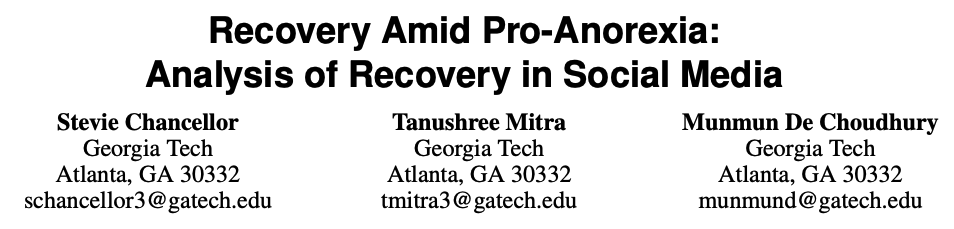 Recovery Amid Pro-Anorexia:
Analysis of Recovery in Social Media
Stevie Chancellor
Georgia Tech
Atlanta, GA 30332
schancellor3@gatech.edu
Tanushree Mitra
Georgia Tech
Atlanta, GA 30332
tmitra3@gatech.edu
Munmun De Choudhury
Georgia Tech
Atlanta, GA 30332
munmund@gatech.edu